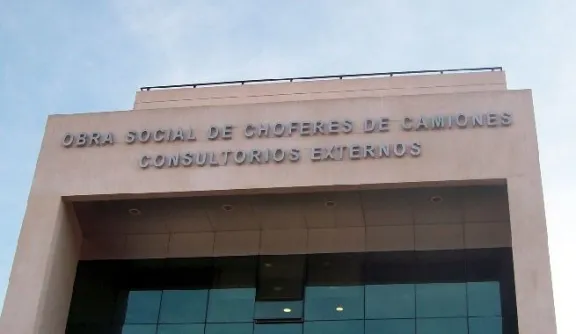 OBRA SOCIAL DE CHOFERES DE CAMIONES
CONSULTORIOS EXTERNOS